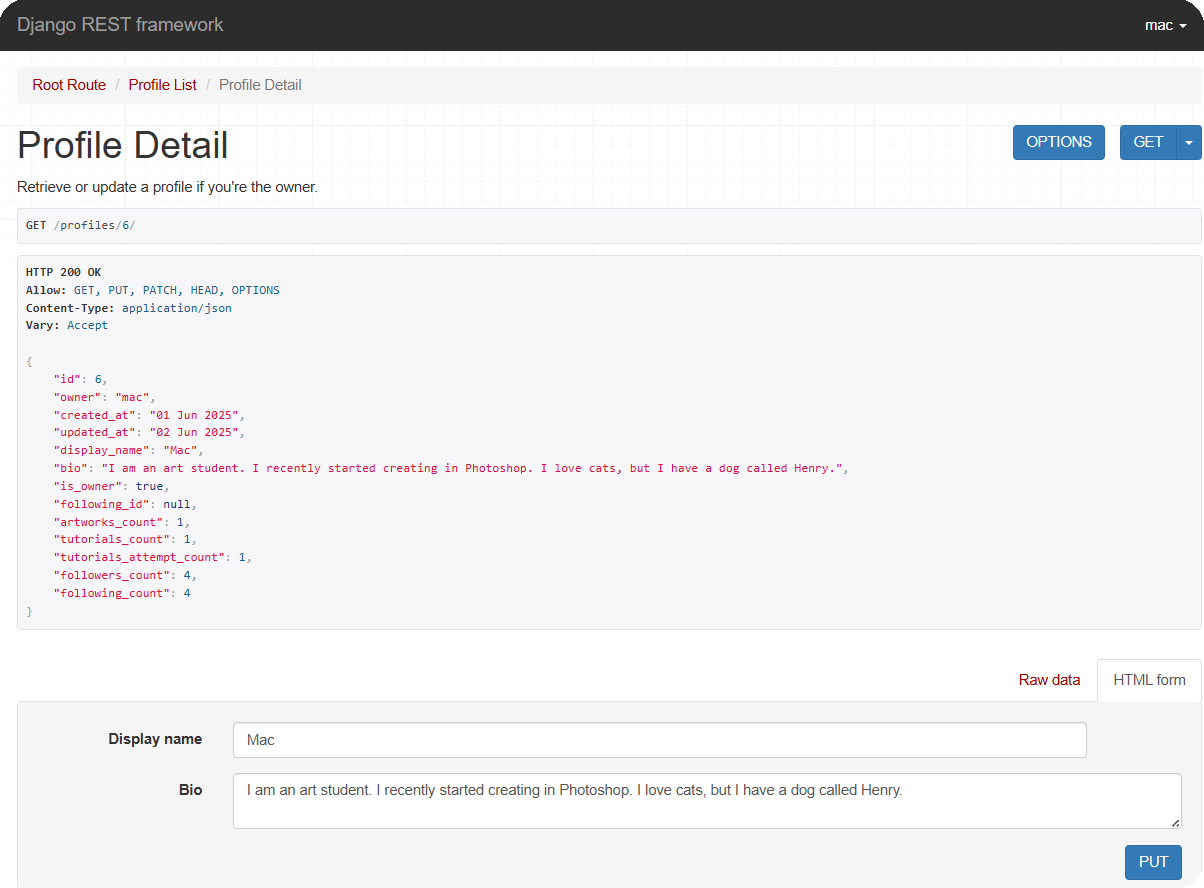 Django REST framework
mac
Root Route / Profile List / Profile Detail
Profile Detail
OPTIONS
GET
Retrieve or update a profile if you're the owner.
GET /profiles/6/
HTTP 200 OK
Allow: GET, PUT, PATCH, HEAD, OPTIONS
Content-Type: application/json
Vary: Accept
{
"id": 6,
"owner": "mac",
"created_at": "01 Jun 2025",
"updated_at": "02 Jun 2025",
"display_name": "Mac",
"bio": "I am an art student. I recently started creating in Photoshop. I love cats, but I have a dog called Henry.",
"is_owner": true,
"following_id": null,
"artworks_count": 1,
"tutorials_count": 1,
"tutorials_attempt_count": 1,
"followers_count": 4,
"following_count": 4
}
Raw data
HTML form
Display name
Mac
Bio
I am an art student. I recently started creating in Photoshop. I love cats, but I have a dog called Henry.
PUT